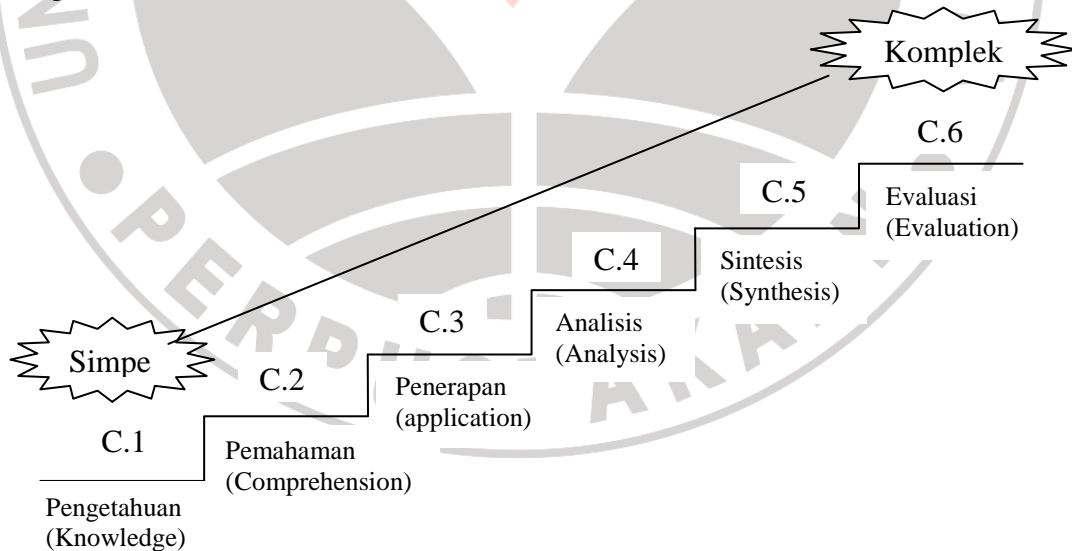 Komplek
C.6
Evaluasi
(Evaluation)
C.5
Sintesis
(Synthesis)
C.4
Analisis
(Analysis)
C.3
Penerapan
(application)
Simpe
C.2
Pemahaman
(Comprehension)
C.1
Pengetahuan
(Knowledge)